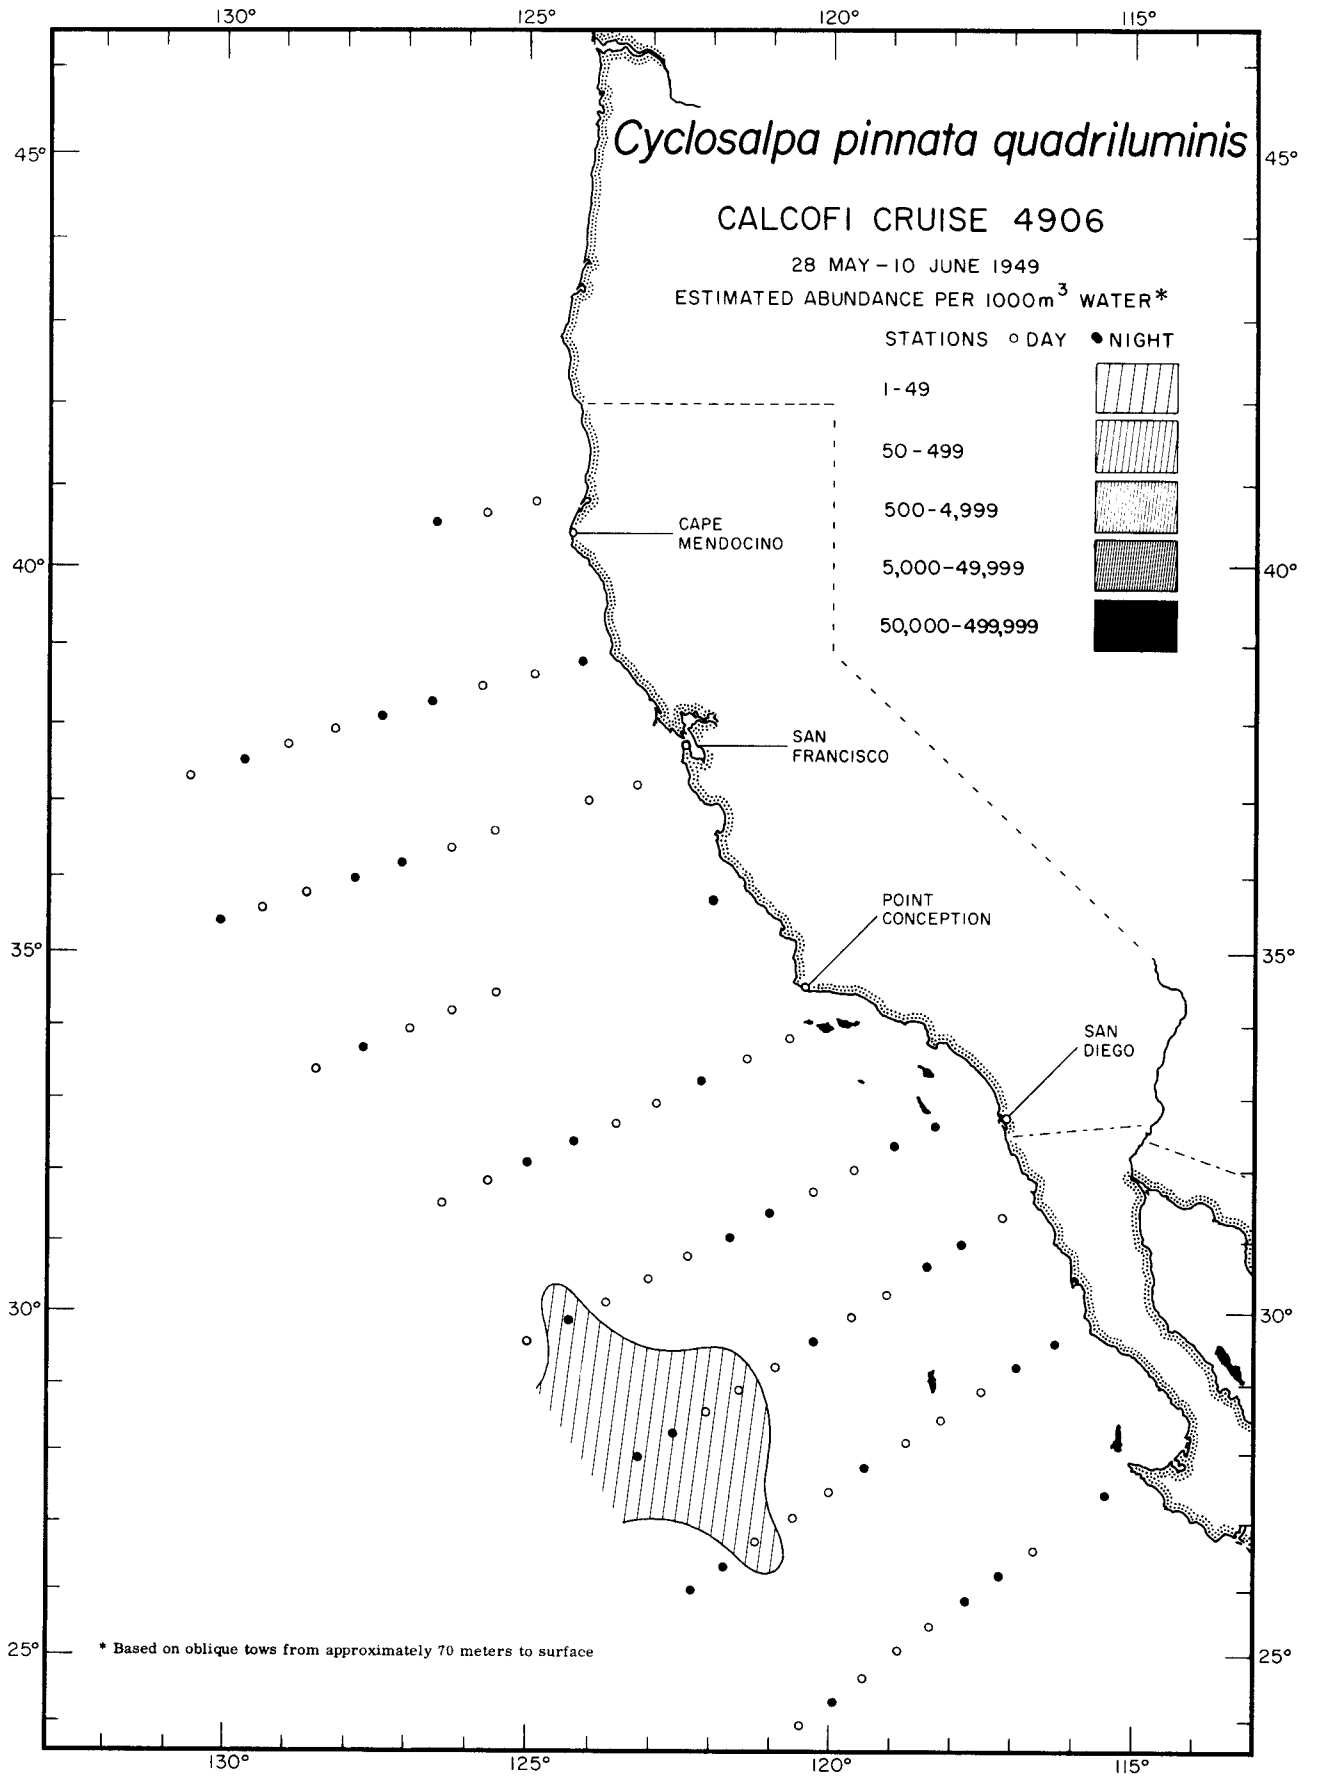 130° 125° 120° 115°
45° 45°
Cyclosalpa pinnata quadriluminis
CALCOFI CRUISE 4906
28 MAY – 10 JUNE 1949
ESTIMATED ABUNDANCE PER 1000m³ WATER*
STATIONS ○ DAY ● NIGHT
1-49
50-499
500-4,999
5,000-49,999
50,000-499,999
CAPE
MENDOCINO
40° 40°
SAN
FRANCISCO
POINT
CONCEPTION
35° 35°
SAN
DIEGO
30° 30°
25° 25°
* Based on oblique tows from approximately 70 meters to surface
130° 125° 120° 115°